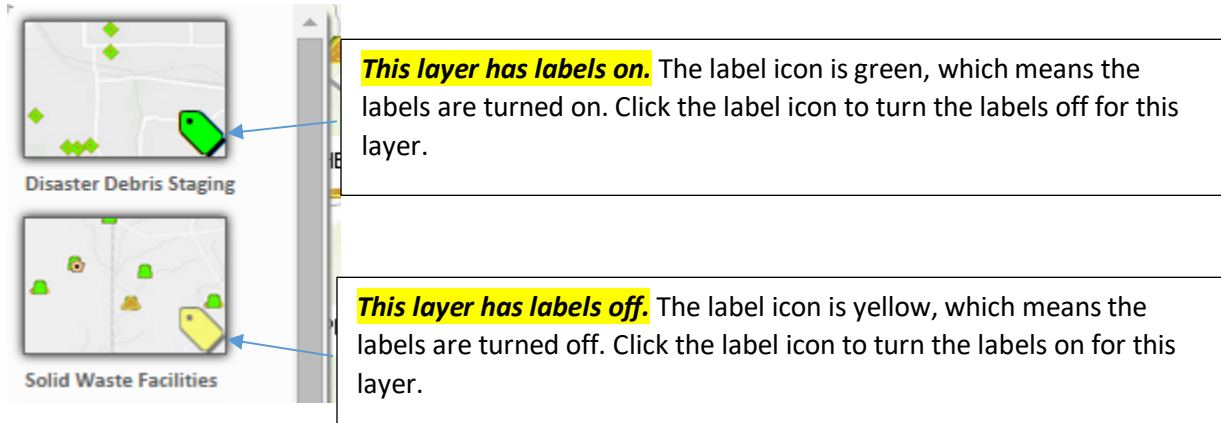 This layer has labels on. The label icon is green, which means the
labels are turned on. Click the label icon to turn the labels off for this
layer.
Disaster Debris Staging
This layer has labels off. The label icon is yellow, which means the
labels are turned off. Click the label icon to turn the labels on for this
layer.
Solid Waste Facilities